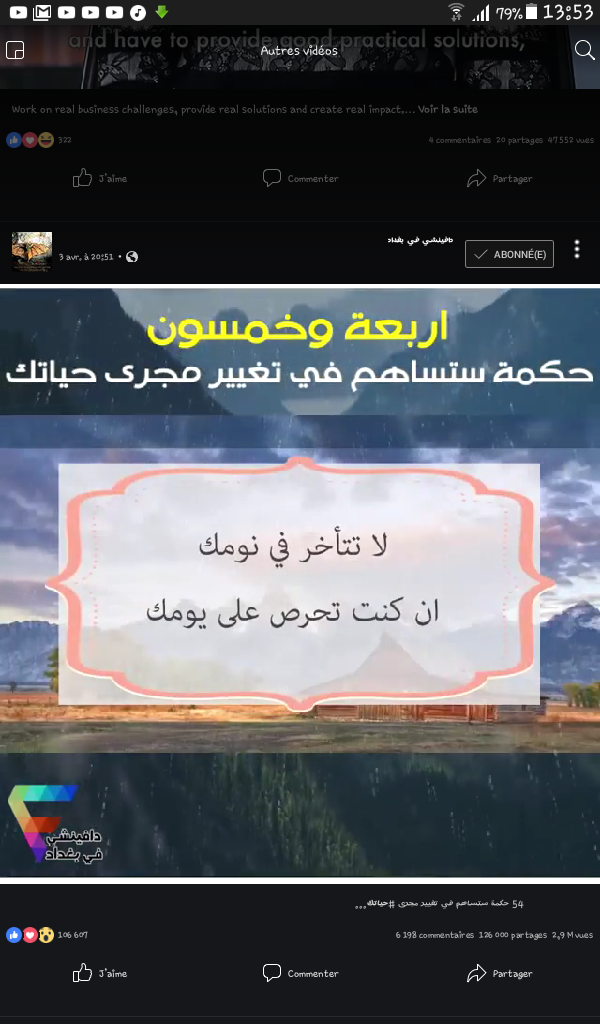 79% 13:53
and have to provide good practical solutions,
Autres vidéos
Work on real business challenges, provide real solutions and create real impact.... Voir la suite
322
4 commentaires 20 partages 47 552 vues
J'aime Commenter Partager
دافينشي في بغداد
3 avr. à 20:51 •
ABONNÉ(E)
اربعة وخمسون
حكمة ستساهم في تغيير مجرى حياتك
لا تتأخر في نومك
ان كنت تحرص على يومك
دافينشي
في بغداد
54 حكمة ستساهم في تغيير مجرى #حياتك...
106 607
6 198 commentaires 126 000 partages 2,9 M vues
J'aime Commenter Partager